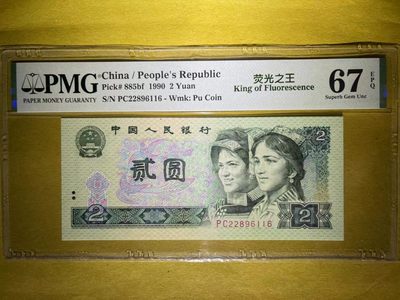 PMG
PAPER MONEY GUARANTY
China / People's Republic
Pick# 885bf 1990 2 Yuan
S/N PC22896116 - Wmk: Pu Coin
荧光之王
King of Fluorescence
67 EPQ
Superb Gem Unc
中国人民银行
贰圆
2
2
PC22896116